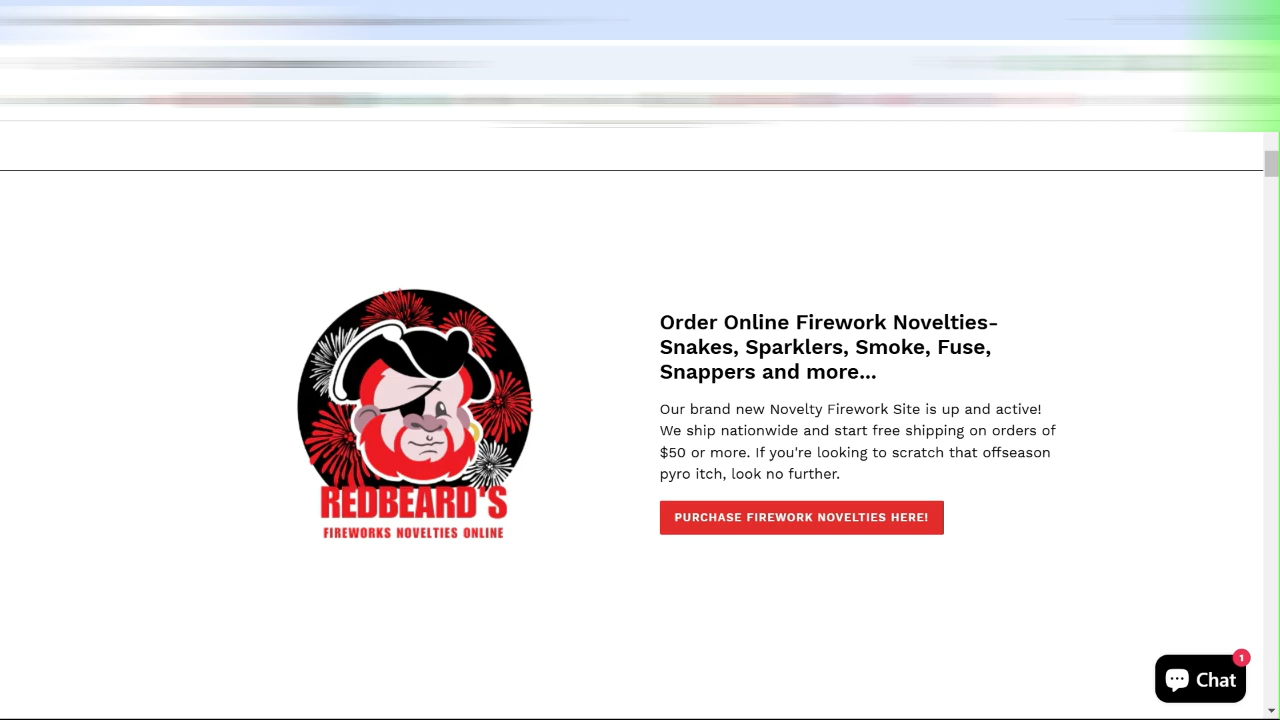 Order Online Firework Novelties-
Snakes, Sparklers, Smoke, Fuse,
Snappers and more...
Our brand new Novelty Firework Site is up and active!
We ship nationwide and start free shipping on orders of
$50 or more. If you're looking to scratch that offseason
pyro itch, look no further.
PURCHASE FIREWORK NOVELTIES HERE!
REDBEARD'S
FIREWORKS NOVELTIES ONLINE
1
Chat